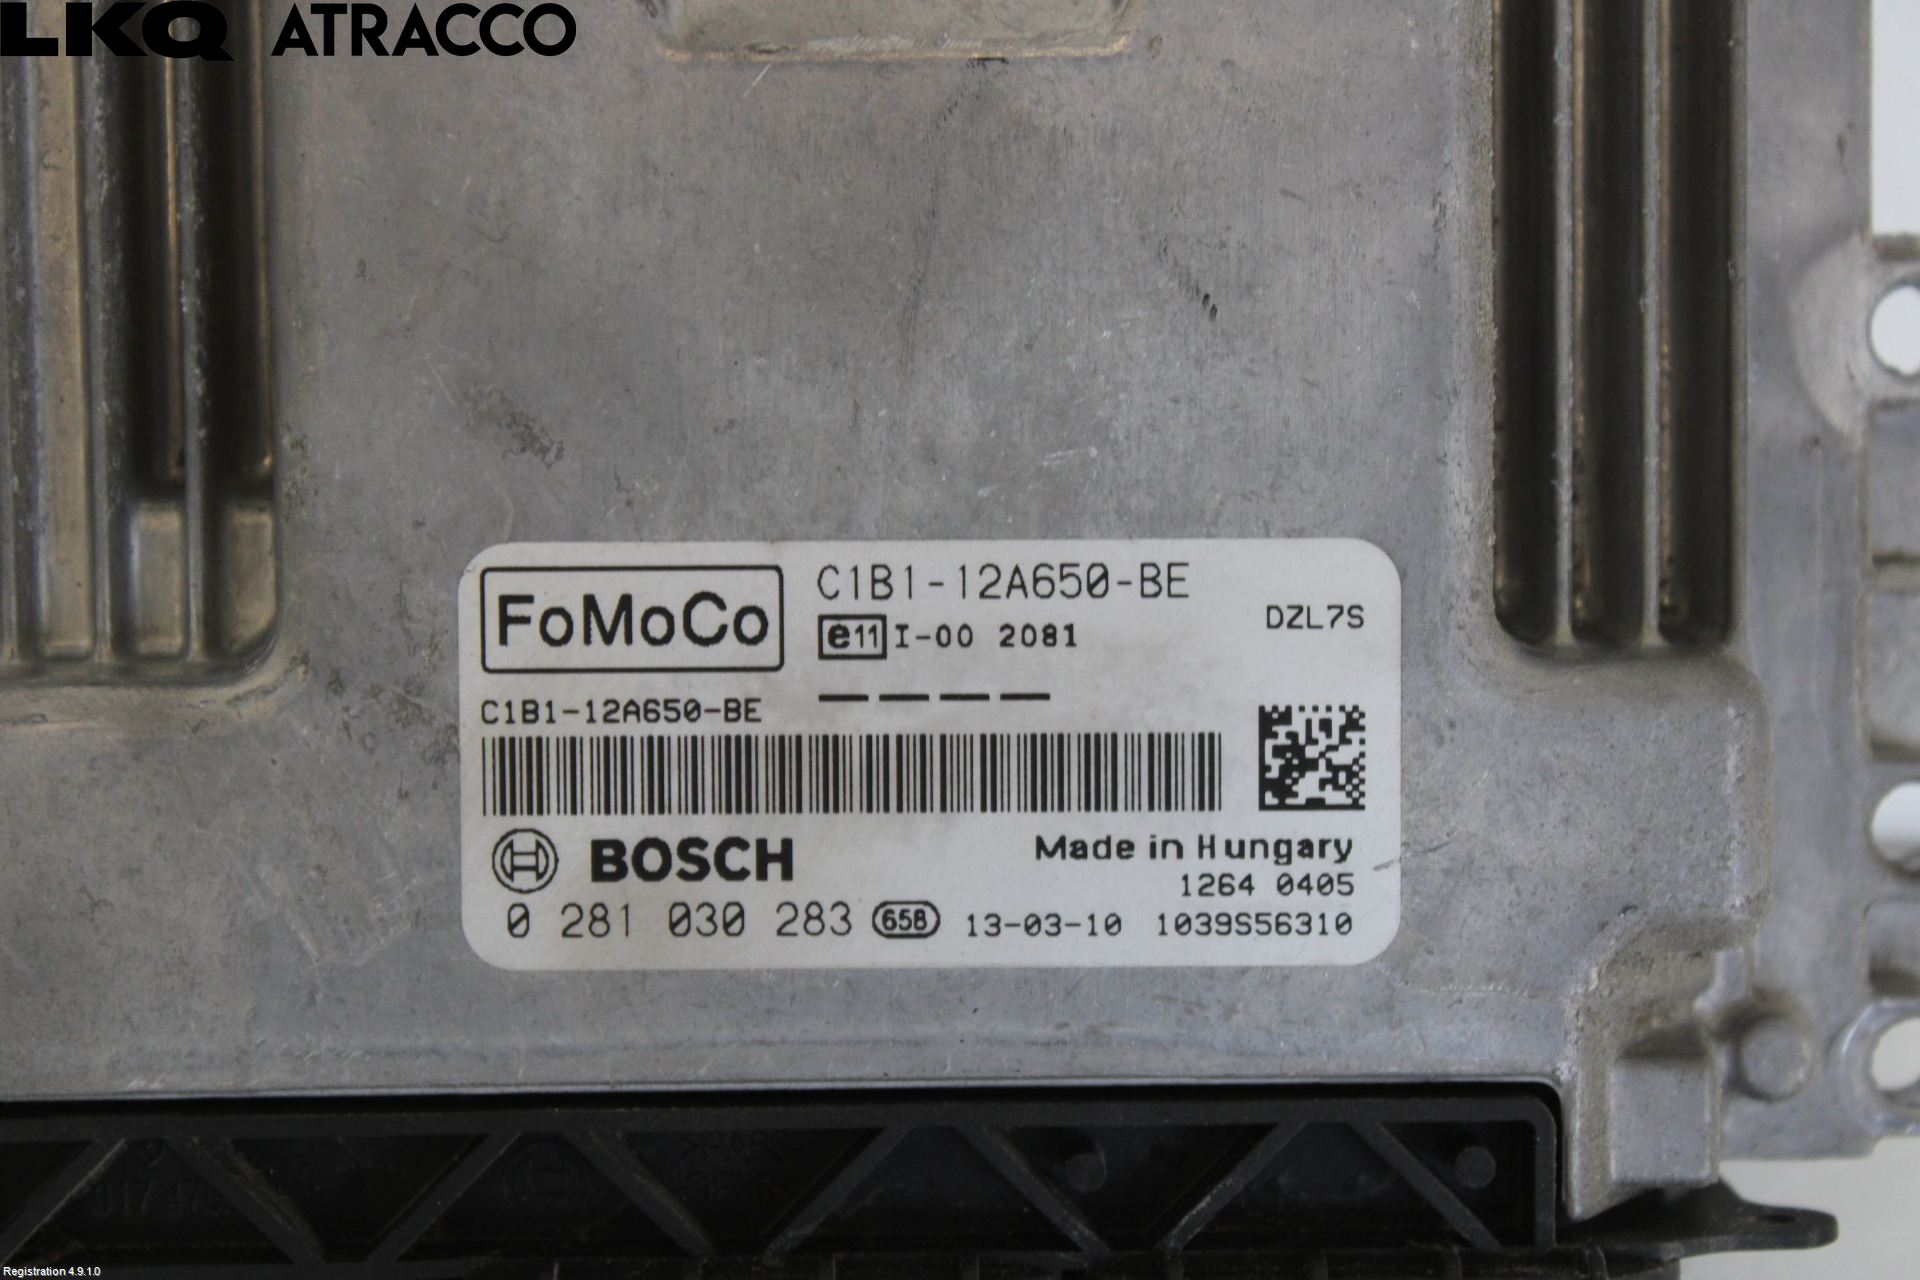 LKQ ATRACCO
FoMoCo
C1B1-12A650-BE
e11 I-00 2081
DZL7S
C1B1-12A650-BE
BOSCH
Made in Hungary
1264 0405
0 281 030 283 658 13-03-10 1039S56310
Registration 4.9.1.0